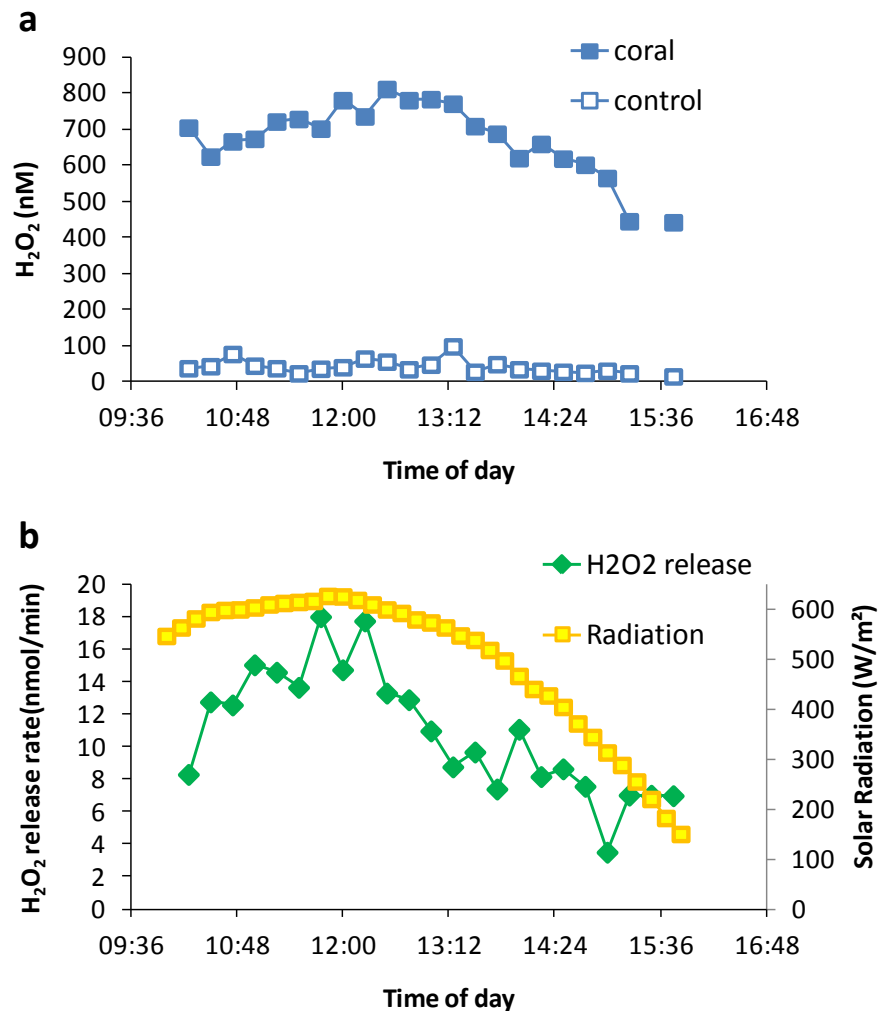 a
coral
control
H₂O₂ (nM)
900
800
700
600
500
400
300
200
100
0
09:36 10:48 12:00 13:12 14:24 15:36 16:48
Time of day
b
H2O2 release
Radiation
H₂O₂ release rate(nmol/min)
20
18
16
14
12
10
8
6
4
2
0
Solar Radiation (W/m²)
600
500
400
300
200
100
0
09:36 10:48 12:00 13:12 14:24 15:36 16:48
Time of day